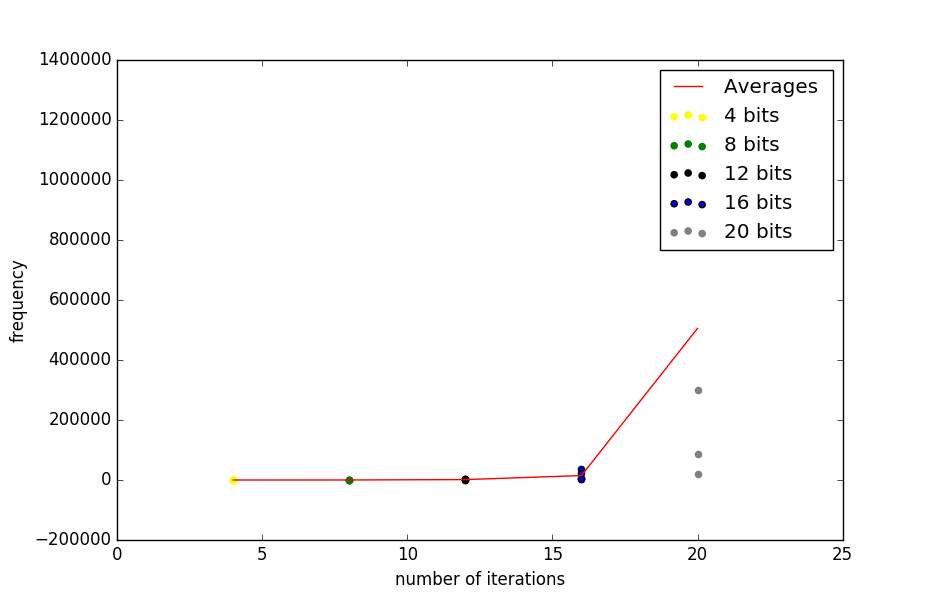 1400000
1200000
1000000
800000
600000
400000
200000
0
−200000
frequency
0 5 10 15 20 25
number of iterations
Averages
4 bits
8 bits
12 bits
16 bits
20 bits